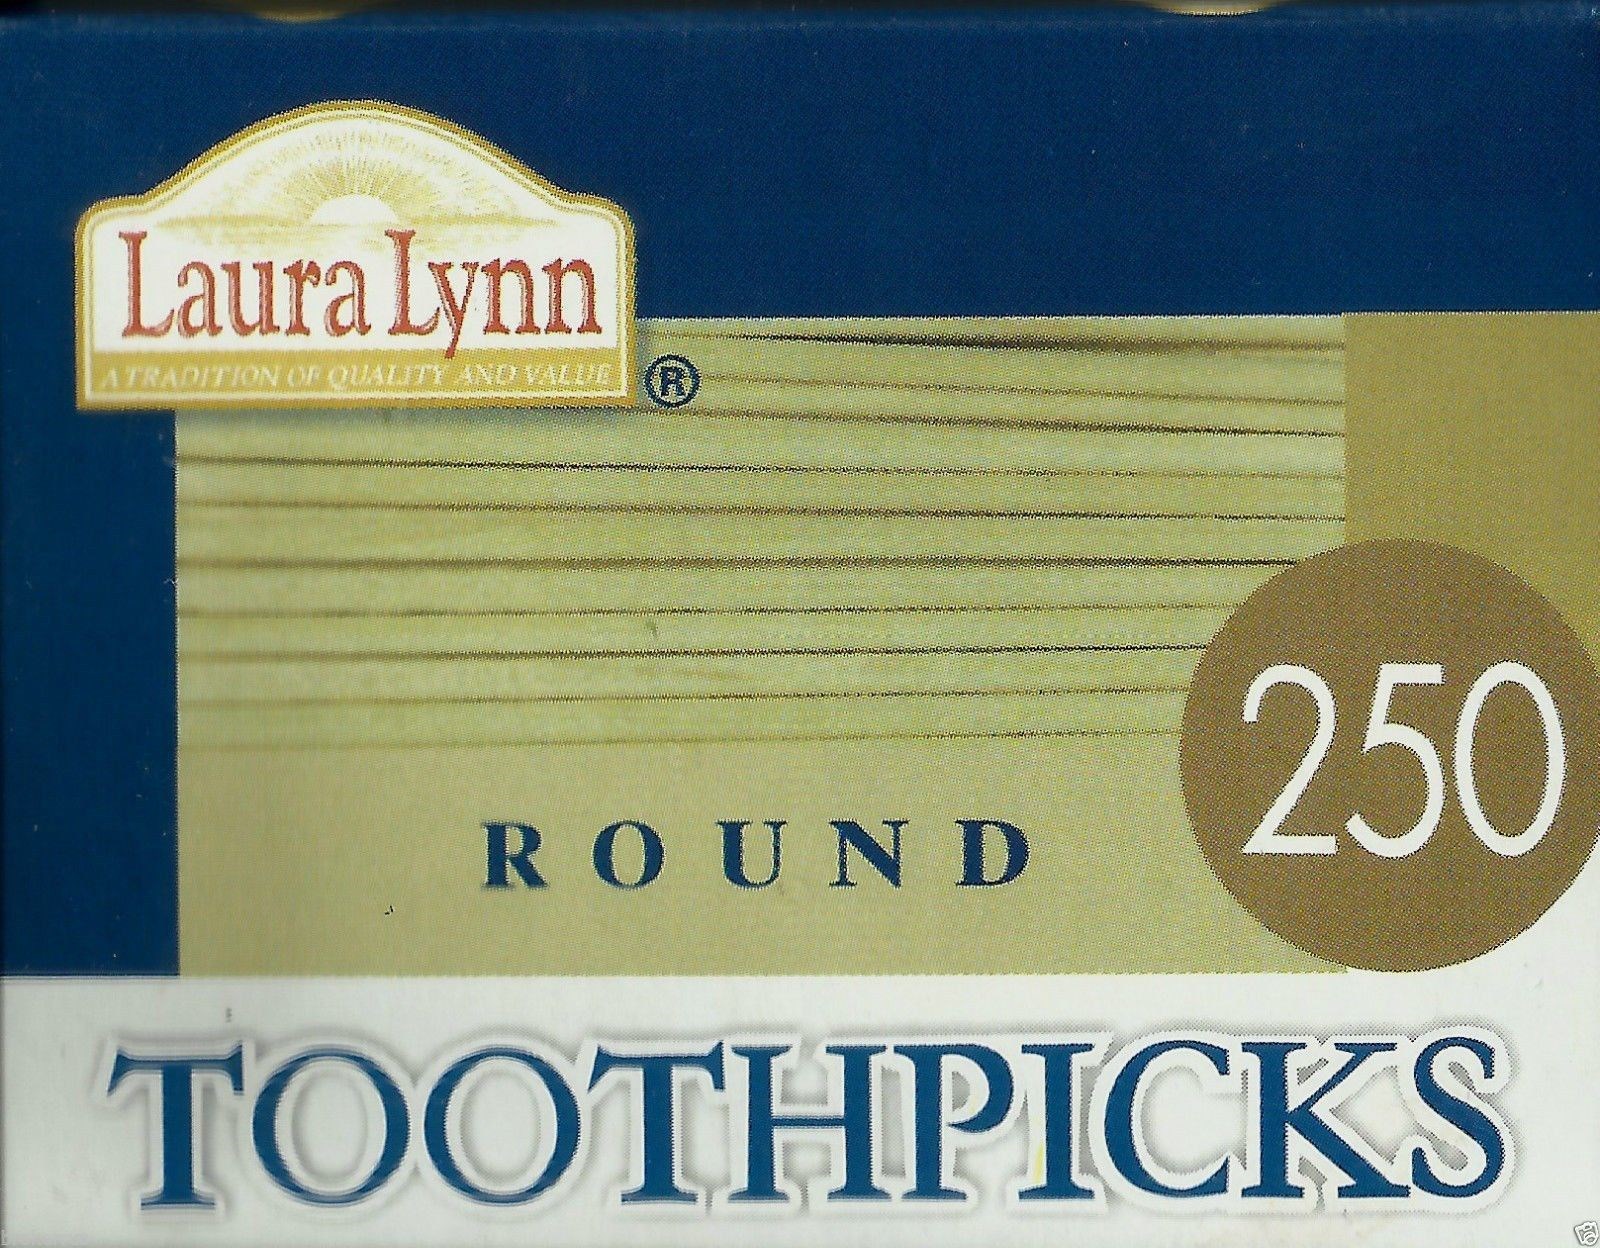 Laura Lynn
A TRADITION OF QUALITY AND VALUE
®
250
ROUND
TOOTHPICKS